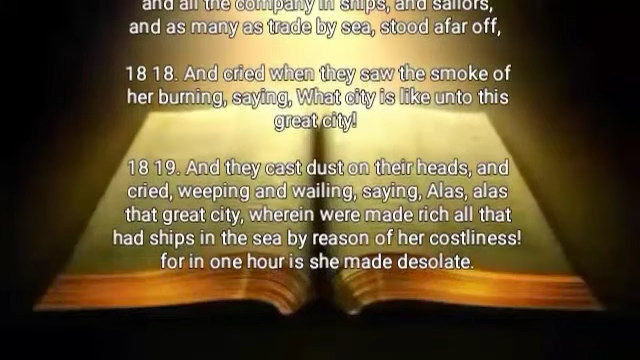 and all the company in ships, and sailors,
and as many as trade by sea, stood afar off,
18 18. And cried when they saw the smoke of
her burning, saying, What city is like unto this
great city!
18 19. And they cast dust on their heads, and
cried, weeping and wailing, saying, Alas, alas
that great city, wherein were made rich all that
had ships in the sea by reason of her costliness!
for in one hour is she made desolate.